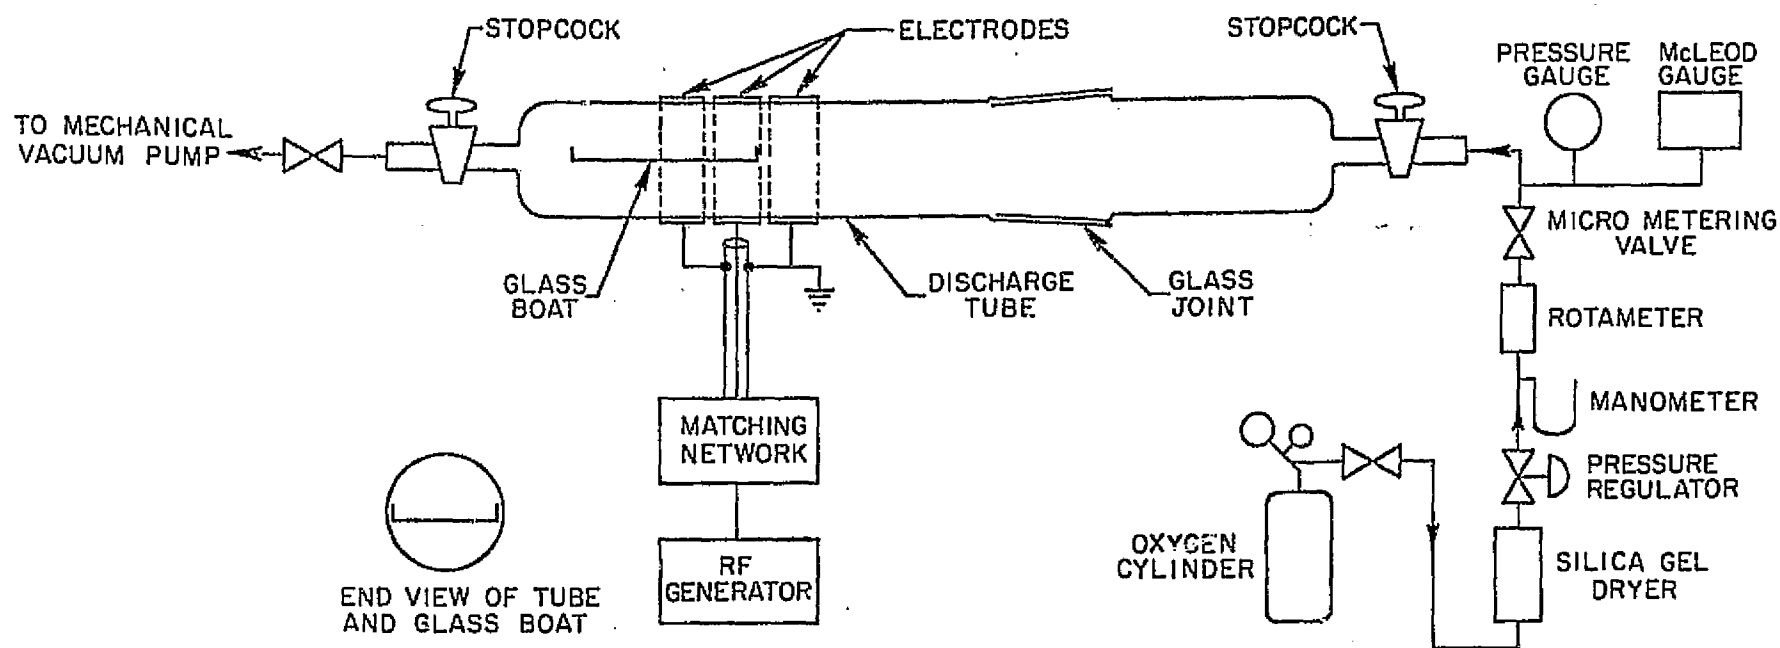 STOPCOCK
ELECTRODES
STOPCOCK
PRESSURE
GAUGE
McLEOD
GAUGE
TO MECHANICAL
VACUUM PUMP
MICRO METERING
VALVE
GLASS
BOAT
DISCHARGE
TUBE
GLASS
JOINT
ROTAMETER
MANOMETER
MATCHING
NETWORK
PRESSURE
REGULATOR
OXYGEN
CYLINDER
SILICA GEL
DRYER
RF
GENERATOR
END VIEW OF TUBE
AND GLASS BOAT